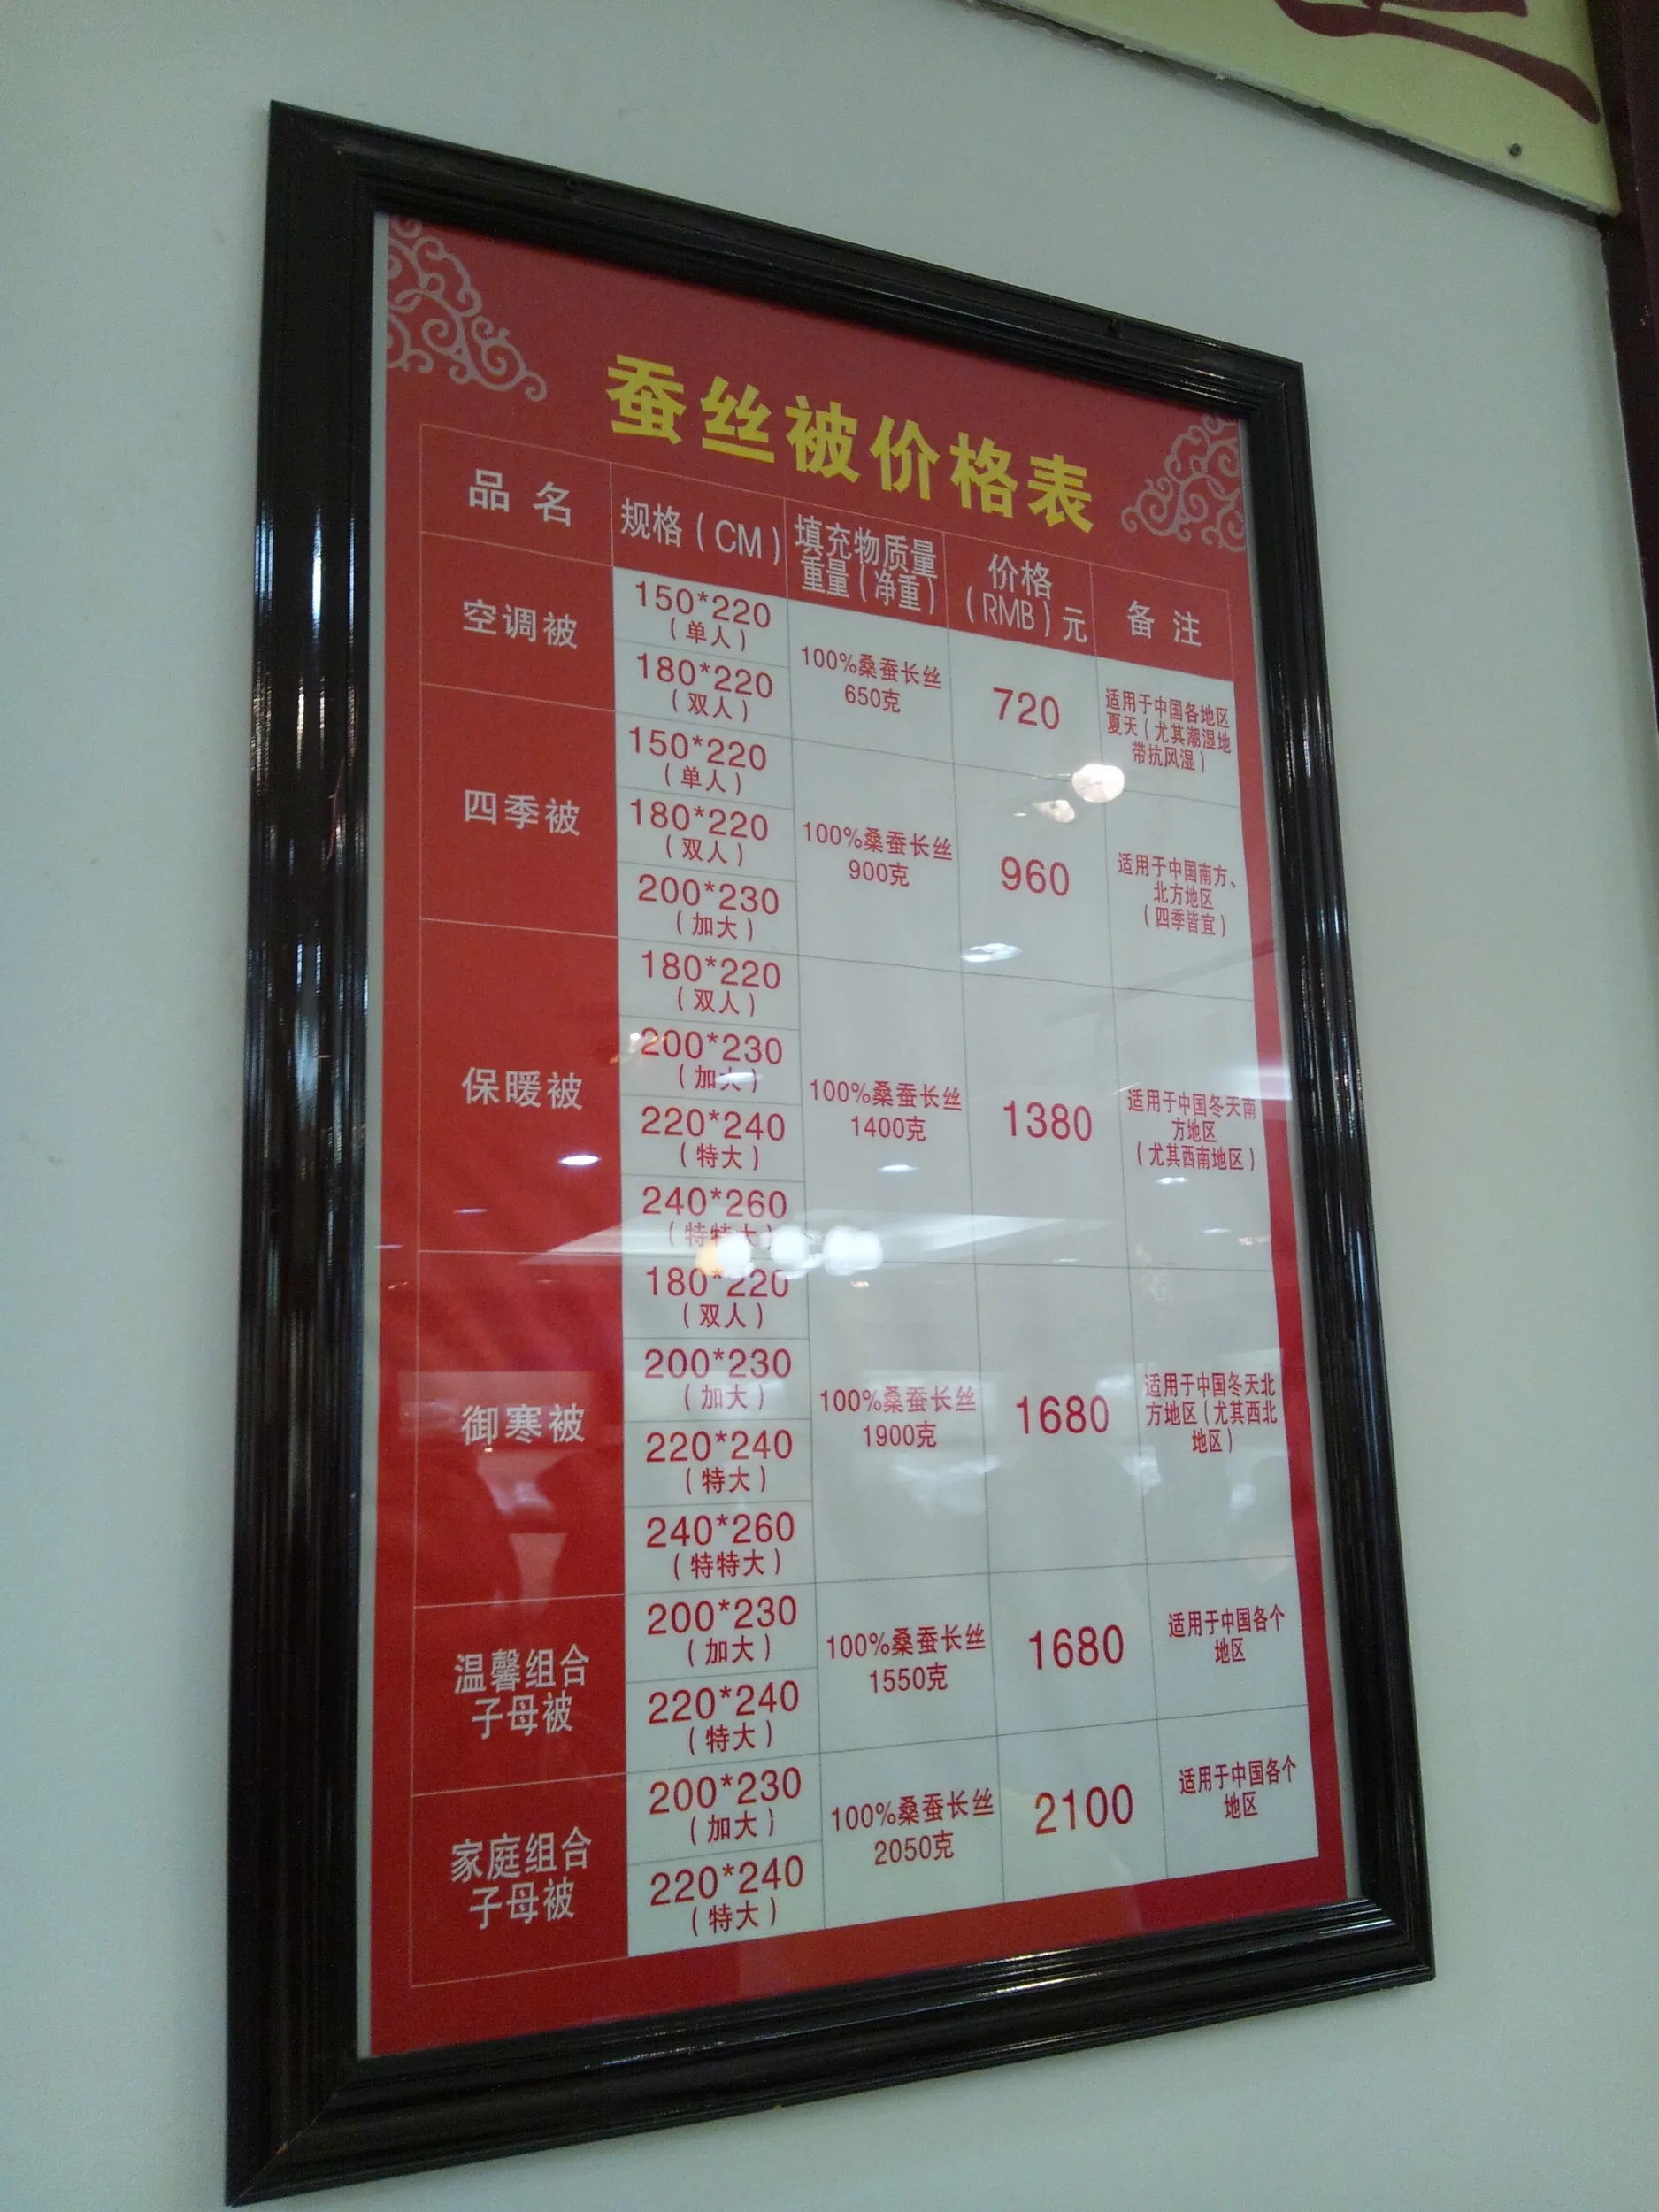 蚕丝被价格表
品名
规格（CM）
填充物质量
重量（净重）
价格
（RMB）元
备注
空调被
150*220
（单人）
180*220
（双人）
100%桑蚕长丝
650克
720
适用于中国各地区
夏天（尤其潮湿地
带抗风湿）
四季被
150*220
（单人）
180*220
（双人）
200*230
（加大）
100%桑蚕长丝
900克
960
适用于中国南方、
北方地区
（四季皆宜）
保暖被
180*220
（双人）
200*230
（加大）
220*240
（特大）
240*260
（特特大）
100%桑蚕长丝
1400克
1380
适用于中国冬天南
方地区
（尤其西南地区）
御寒被
180*220
（双人）
200*230
（加大）
220*240
（特大）
240*260
（特特大）
100%桑蚕长丝
1900克
1680
适用于中国冬天北
方地区（尤其西北
地区）
温馨组合
子母被
200*230
（加大）
220*240
（特大）
100%桑蚕长丝
1550克
1680
适用于中国各个
地区
家庭组合
子母被
200*230
（加大）
220*240
（特大）
100%桑蚕长丝
2050克
2100
适用于中国各个
地区